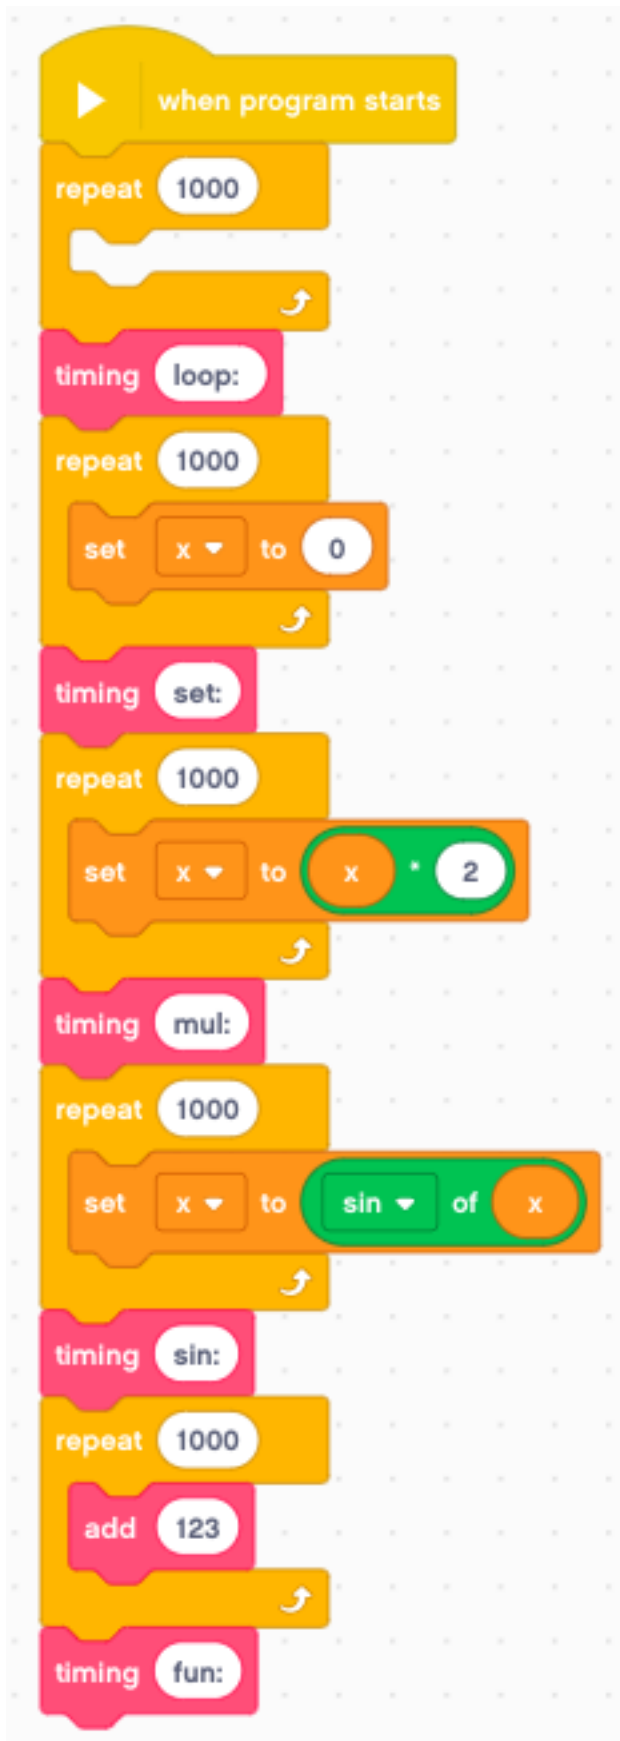 when program starts
repeat 1000
timing loop:
repeat 1000
set x to 0
timing set:
repeat 1000
set x to x * 2
timing mul:
repeat 1000
set x to sin of x
timing sin:
repeat 1000
add 123
timing fun: